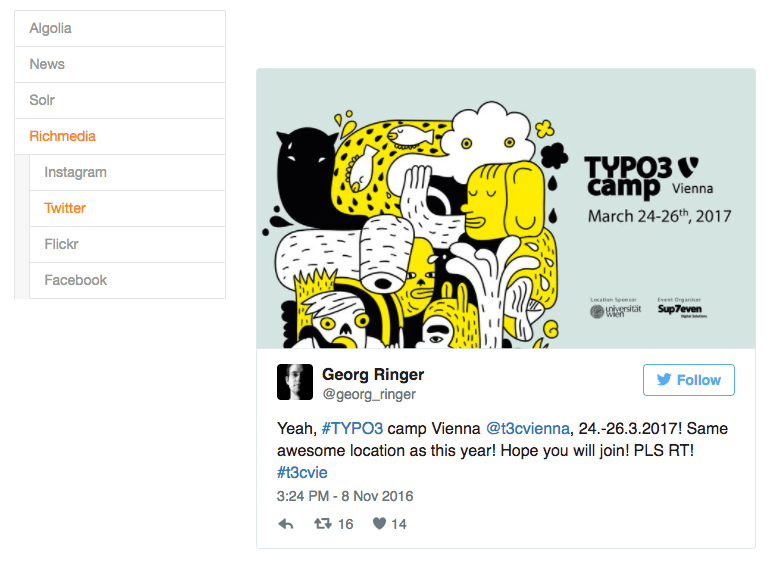 Algolia
News
Solr
Richmedia
Instagram
Twitter
Flickr
Facebook
TYPO3
camp Vienna
March 24-26th, 2017
Location Sponsor
universität
wien
Event Organiser
Sup7even
Digital Solutions
Georg Ringer
@georg_ringer
Follow
Yeah, #TYPO3 camp Vienna @t3cvienna, 24.-26.3.2017! Same
awesome location as this year! Hope you will join! PLS RT!
#t3cvie
3:24 PM - 8 Nov 2016
16 14